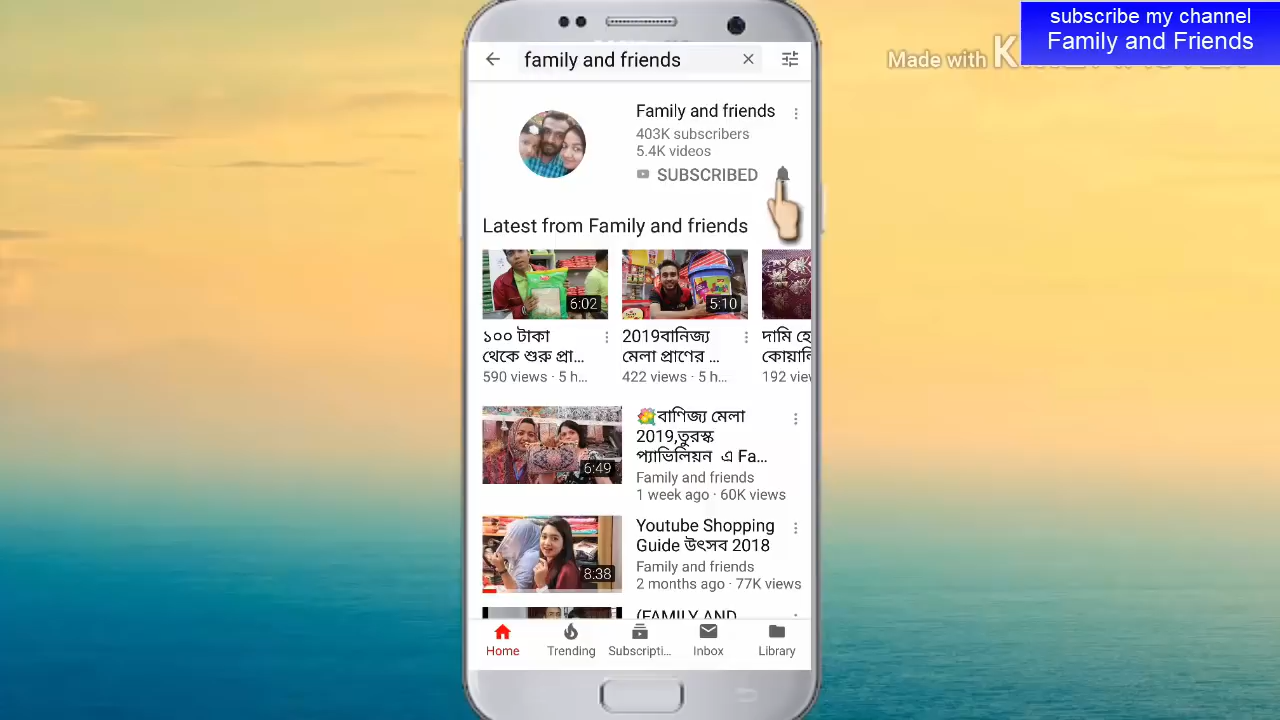 subscribe my channel
Family and Friends
Made with
family and friends
Family and friends
403K subscribers
5.4K videos
SUBSCRIBED
Latest from Family and friends
6:02
5:10
১০০ টাকা
থেকে শুরু প্রা...
590 views · 5 h...
2019বানিজ্য
মেলা প্রাণের ...
422 views · 5 h...
দামি হে
কোয়ালি
192 view
বাণিজ্য মেলা
2019,তুরস্ক
প্যাভিলিয়ন এ Fa...
Family and friends
1 week ago · 60K views
6:49
Youtube Shopping
Guide উৎসব 2018
Family and friends
2 months ago · 77K views
8:38
(FAMILY AND
Home
Trending
Subscripti...
Inbox
Library